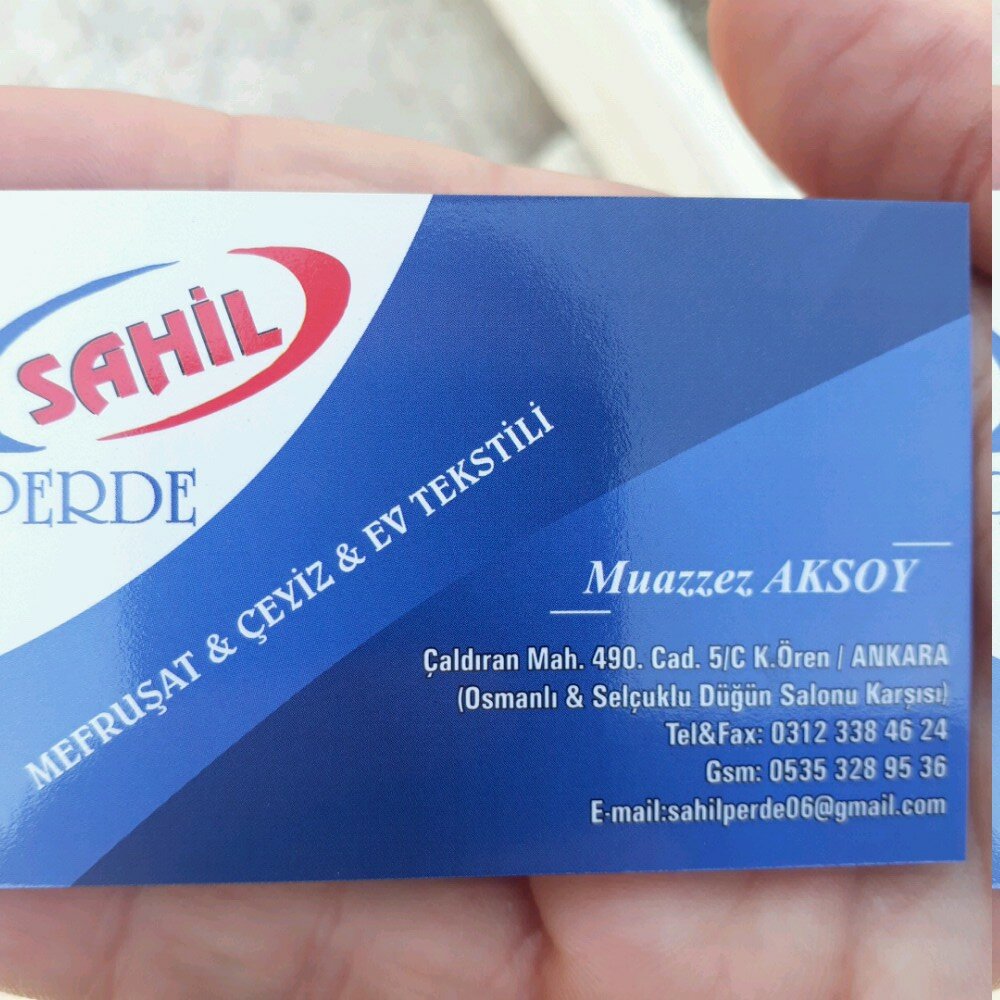 SAHİL
PERDE
MEFRUŞAT & ÇEYİZ & EV TEKSTİLİ
Muazzez AKSOY
Çaldıran Mah. 490. Cad. 5/C K.Ören / ANKARA
(Osmanlı & Selçuklu Düğün Salonu Karşısı)
Tel&Fax: 0312 338 46 24
Gsm: 0535 328 95 36
E-mail:sahilperde06@gmail.com